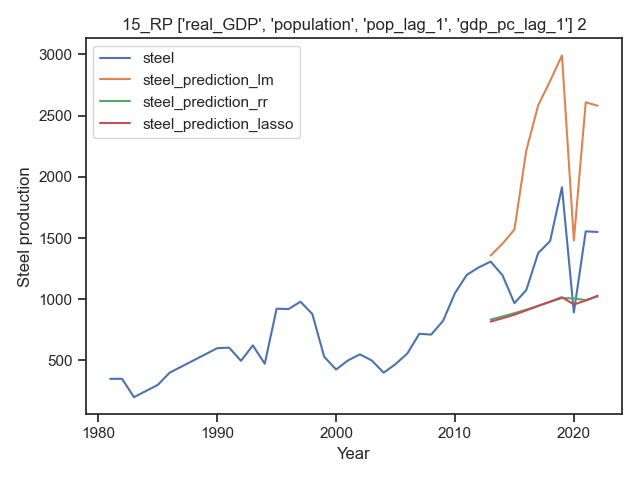 15_RP ['real_GDP', 'population', 'pop_lag_1', 'gdp_pc_lag_1'] 2
steel
steel_prediction_lm
steel_prediction_rr
steel_prediction_lasso
Steel production
3000
2500
2000
1500
1000
500
1980 1990 2000 2010 2020
Year